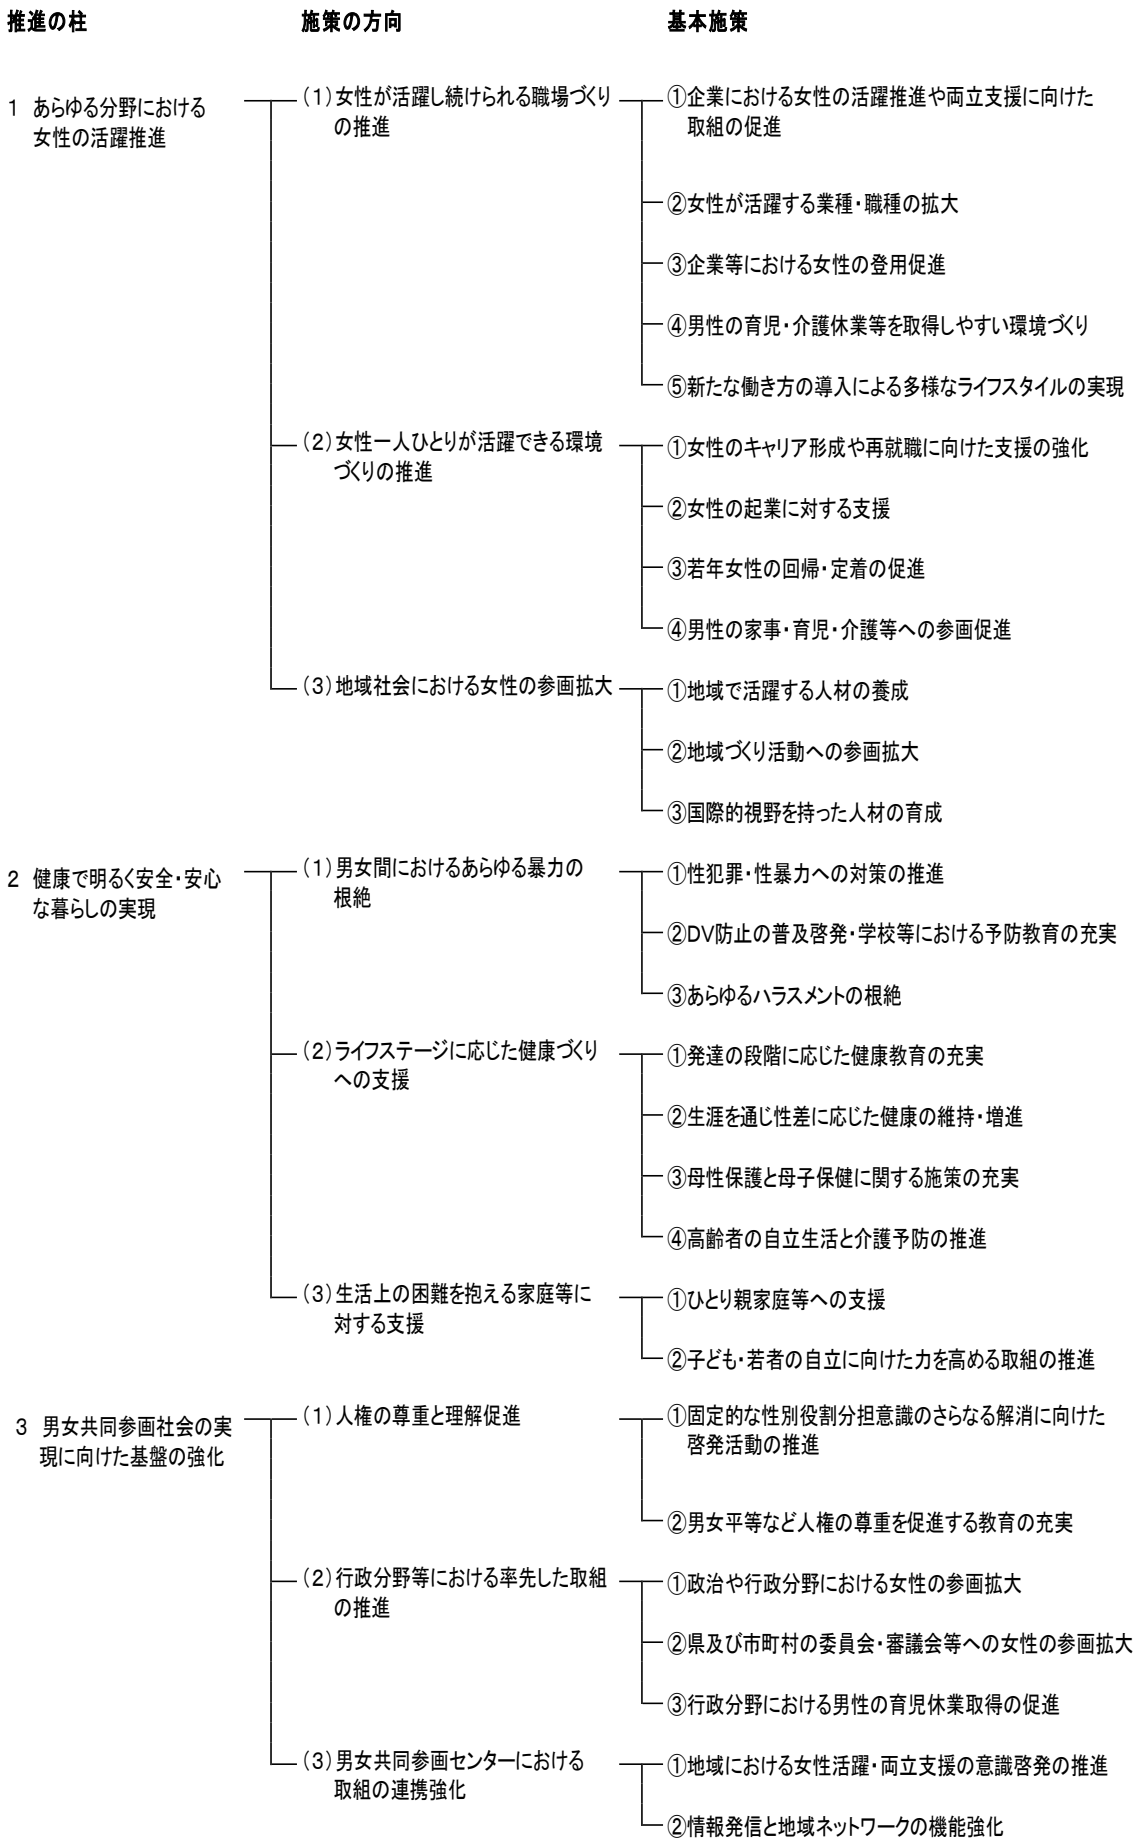 推進の柱　施策の方向　基本施策
1　あらゆる分野における
女性の活躍推進
(1)女性が活躍し続けられる職場づくり
の推進
①企業における女性の活躍推進や両立支援に向けた
取組の促進
②女性が活躍する業種・職種の拡大
③企業等における女性の登用促進
④男性の育児・介護休業等を取得しやすい環境づくり
⑤新たな働き方の導入による多様なライフスタイルの実現
(2)女性一人ひとりが活躍できる環境
づくりの推進
①女性のキャリア形成や再就職に向けた支援の強化
②女性の起業に対する支援
③若年女性の回帰・定着の促進
④男性の家事・育児・介護等への参画促進
(3)地域社会における女性の参画拡大
①地域で活躍する人材の養成
②地域づくり活動への参画拡大
③国際的視野を持った人材の育成
2　健康で明るく安全・安心
な暮らしの実現
(1)男女間におけるあらゆる暴力の
根絶
①性犯罪・性暴力への対策の推進
②DV防止の普及啓発・学校等における予防教育の充実
③あらゆるハラスメントの根絶
(2)ライフステージに応じた健康づくり
への支援
①発達の段階に応じた健康教育の充実
②生涯を通じ性差に応じた健康の維持・増進
③母性保護と母子保健に関する施策の充実
④高齢者の自立生活と介護予防の推進
(3)生活上の困難を抱える家庭等に
対する支援
①ひとり親家庭等への支援
②子ども・若者の自立に向けた力を高める取組の推進
3　男女共同参画社会の実
現に向けた基盤の強化
(1)人権の尊重と理解促進
①固定的な性別役割分担意識のさらなる解消に向けた
啓発活動の推進
②男女平等など人権の尊重を促進する教育の充実
(2)行政分野等における率先した取組
の推進
①政治や行政分野における女性の参画拡大
②県及び市町村の委員会・審議会等への女性の参画拡大
③行政分野における男性の育児休業取得の促進
(3)男女共同参画センターにおける
取組の連携強化
①地域における女性活躍・両立支援の意識啓発の推進
②情報発信と地域ネットワークの機能強化